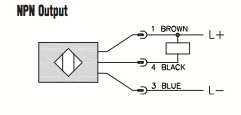 NPN Output
1 BROWN L+
4 BLACK
3 BLUE L−